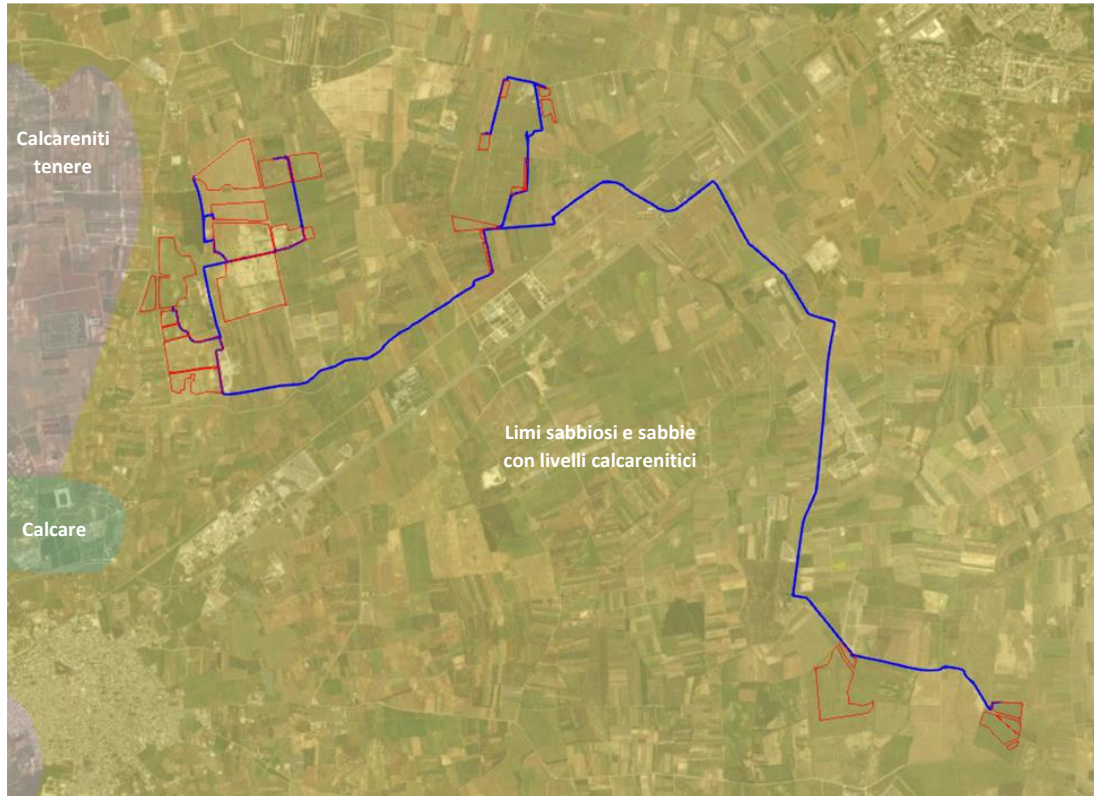 Calcareniti
tenere
Limi sabbiosi e sabbie
con livelli calcarenitici
Calcare